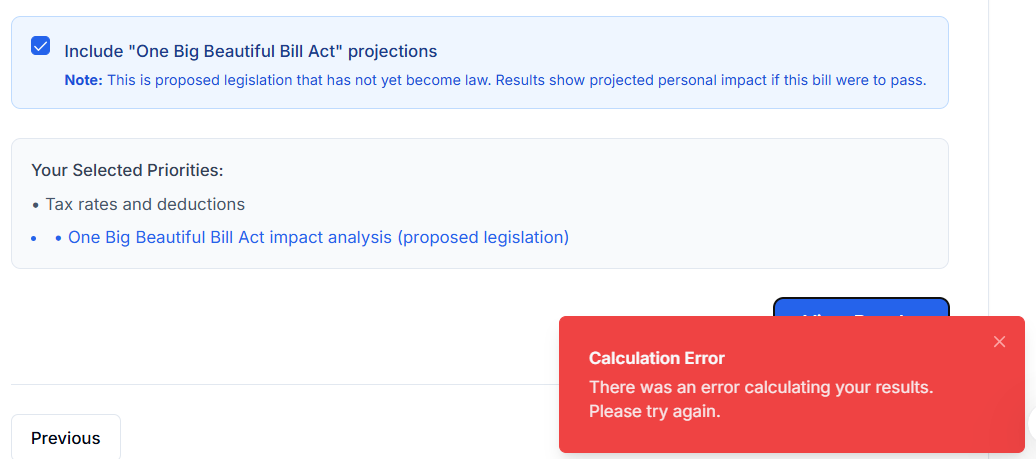 Include "One Big Beautiful Bill Act" projections
Note: This is proposed legislation that has not yet become law. Results show projected personal impact if this bill were to pass.
Your Selected Priorities:
• Tax rates and deductions
• • One Big Beautiful Bill Act impact analysis (proposed legislation)
Calculation Error
There was an error calculating your results.
Please try again.
Previous